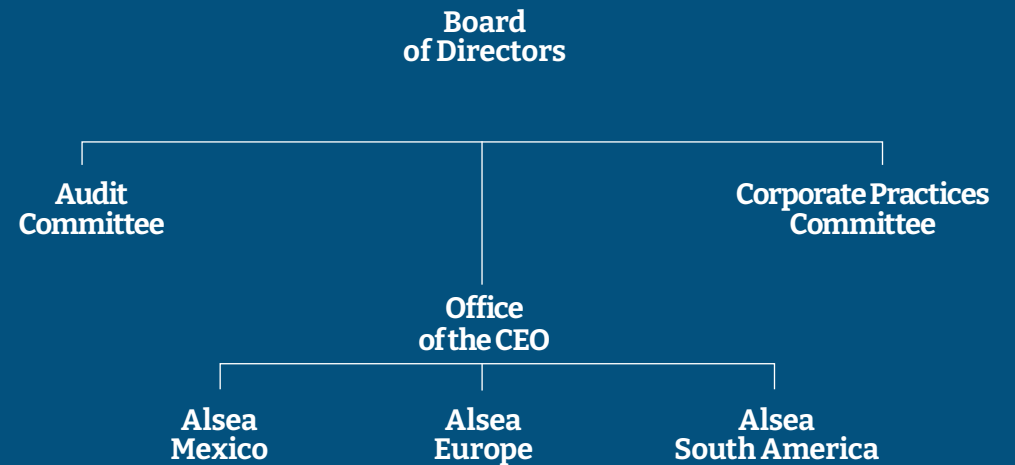 Board
of Directors
Audit
Committee
Corporate Practices
Committee
Office
of the CEO
Alsea
Mexico
Alsea
Europe
Alsea
South America